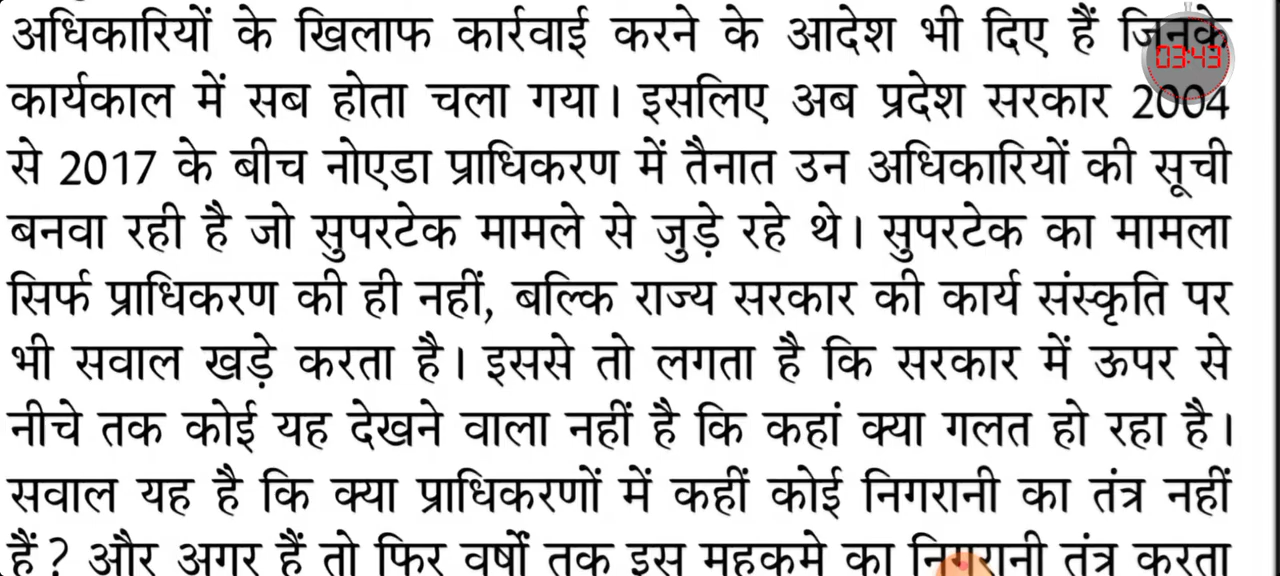 अधिकारियों के खिलाफ कार्रवाई करने के आदेश भी दिए हैं जिनके
03:43
कार्यकाल में सब होता चला गया। इसलिए अब प्रदेश सरकार 2004
से 2017 के बीच नोएडा प्राधिकरण में तैनात उन अधिकारियों की सूची
बनवा रही है जो सुपरटेक मामले से जुड़े रहे थे। सुपरटेक का मामला
सिर्फ प्राधिकरण की ही नहीं, बल्कि राज्य सरकार की कार्य संस्कृति पर
भी सवाल खड़े करता है। इससे तो लगता है कि सरकार में ऊपर से
नीचे तक कोई यह देखने वाला नहीं है कि कहां क्या गलत हो रहा है।
सवाल यह है कि क्या प्राधिकरणों में कहीं कोई निगरानी का तंत्र नहीं
हैं? और अगर हैं तो फिर वर्षों तक इस महकमे का निगरानी तंत्र करता